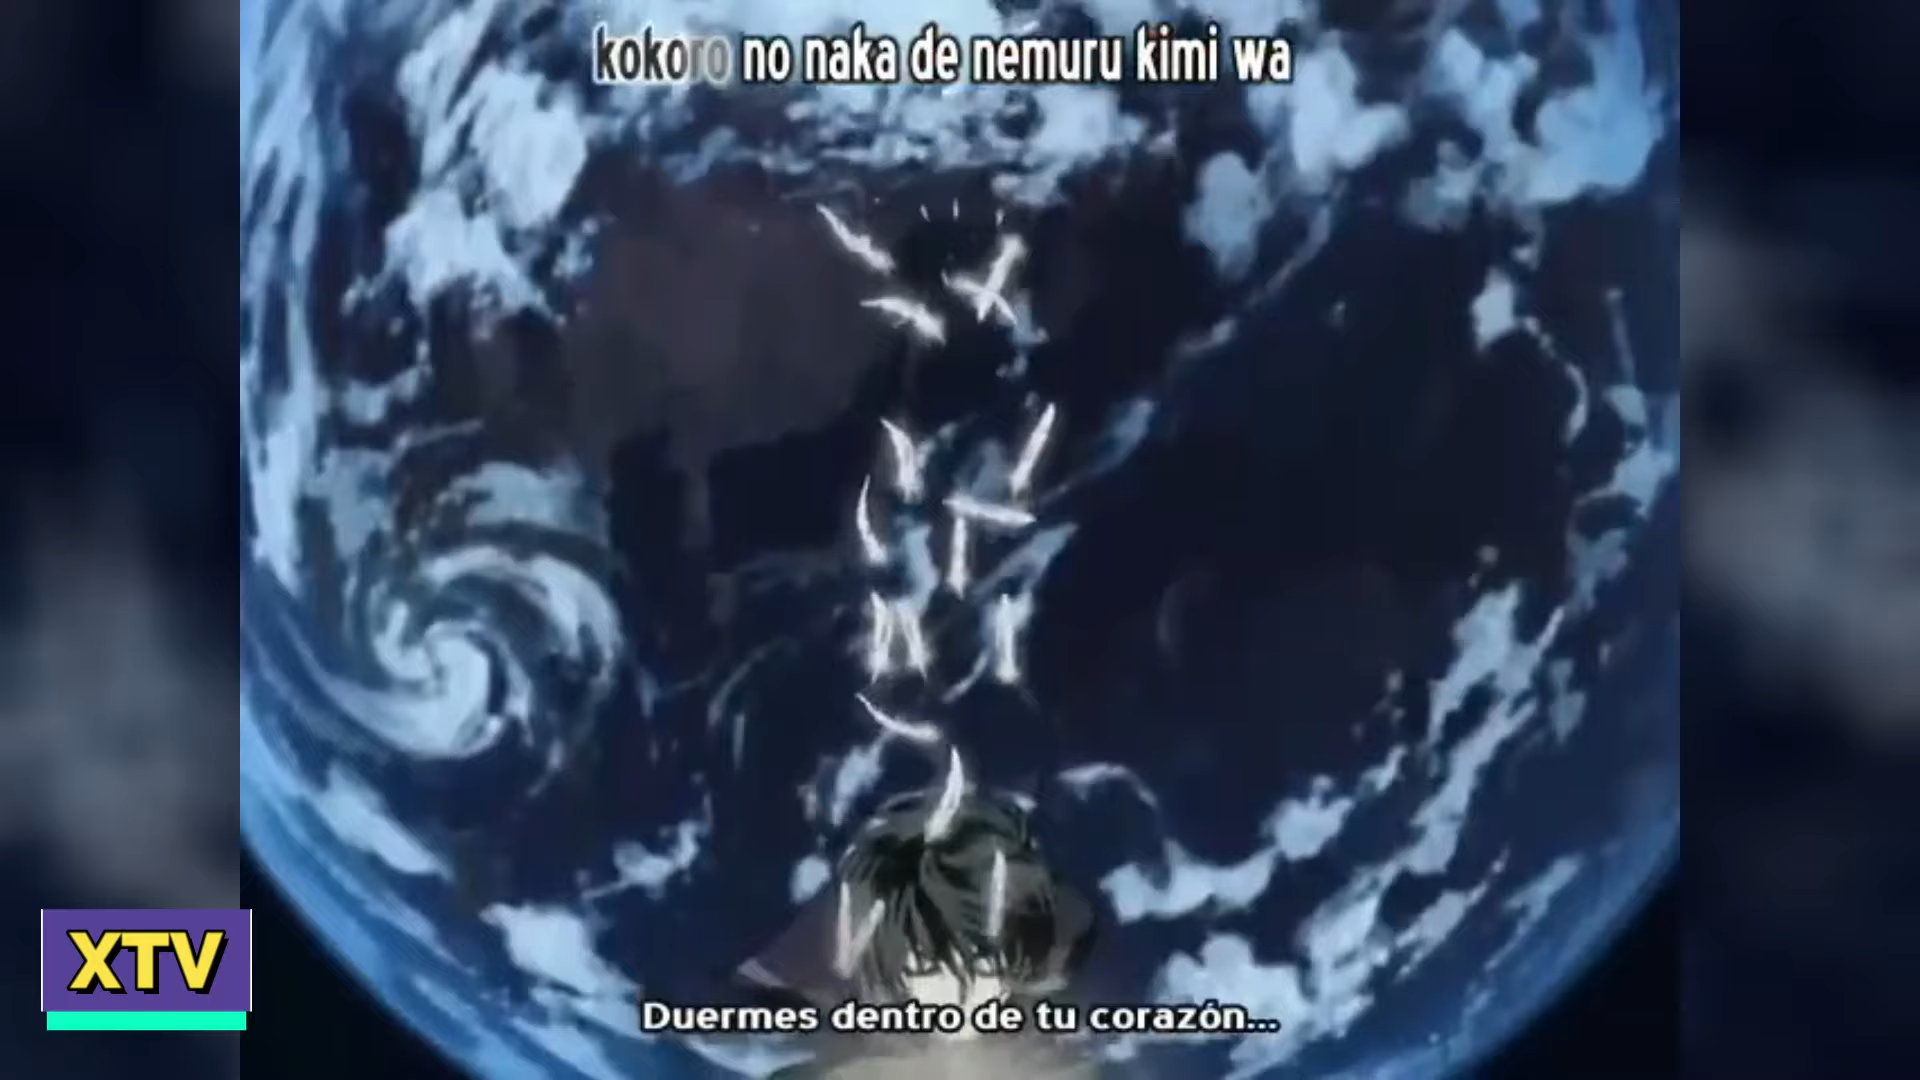 kokoro no naka de nemuru kimi wa
XTV
Duermes dentro de tu corazón...